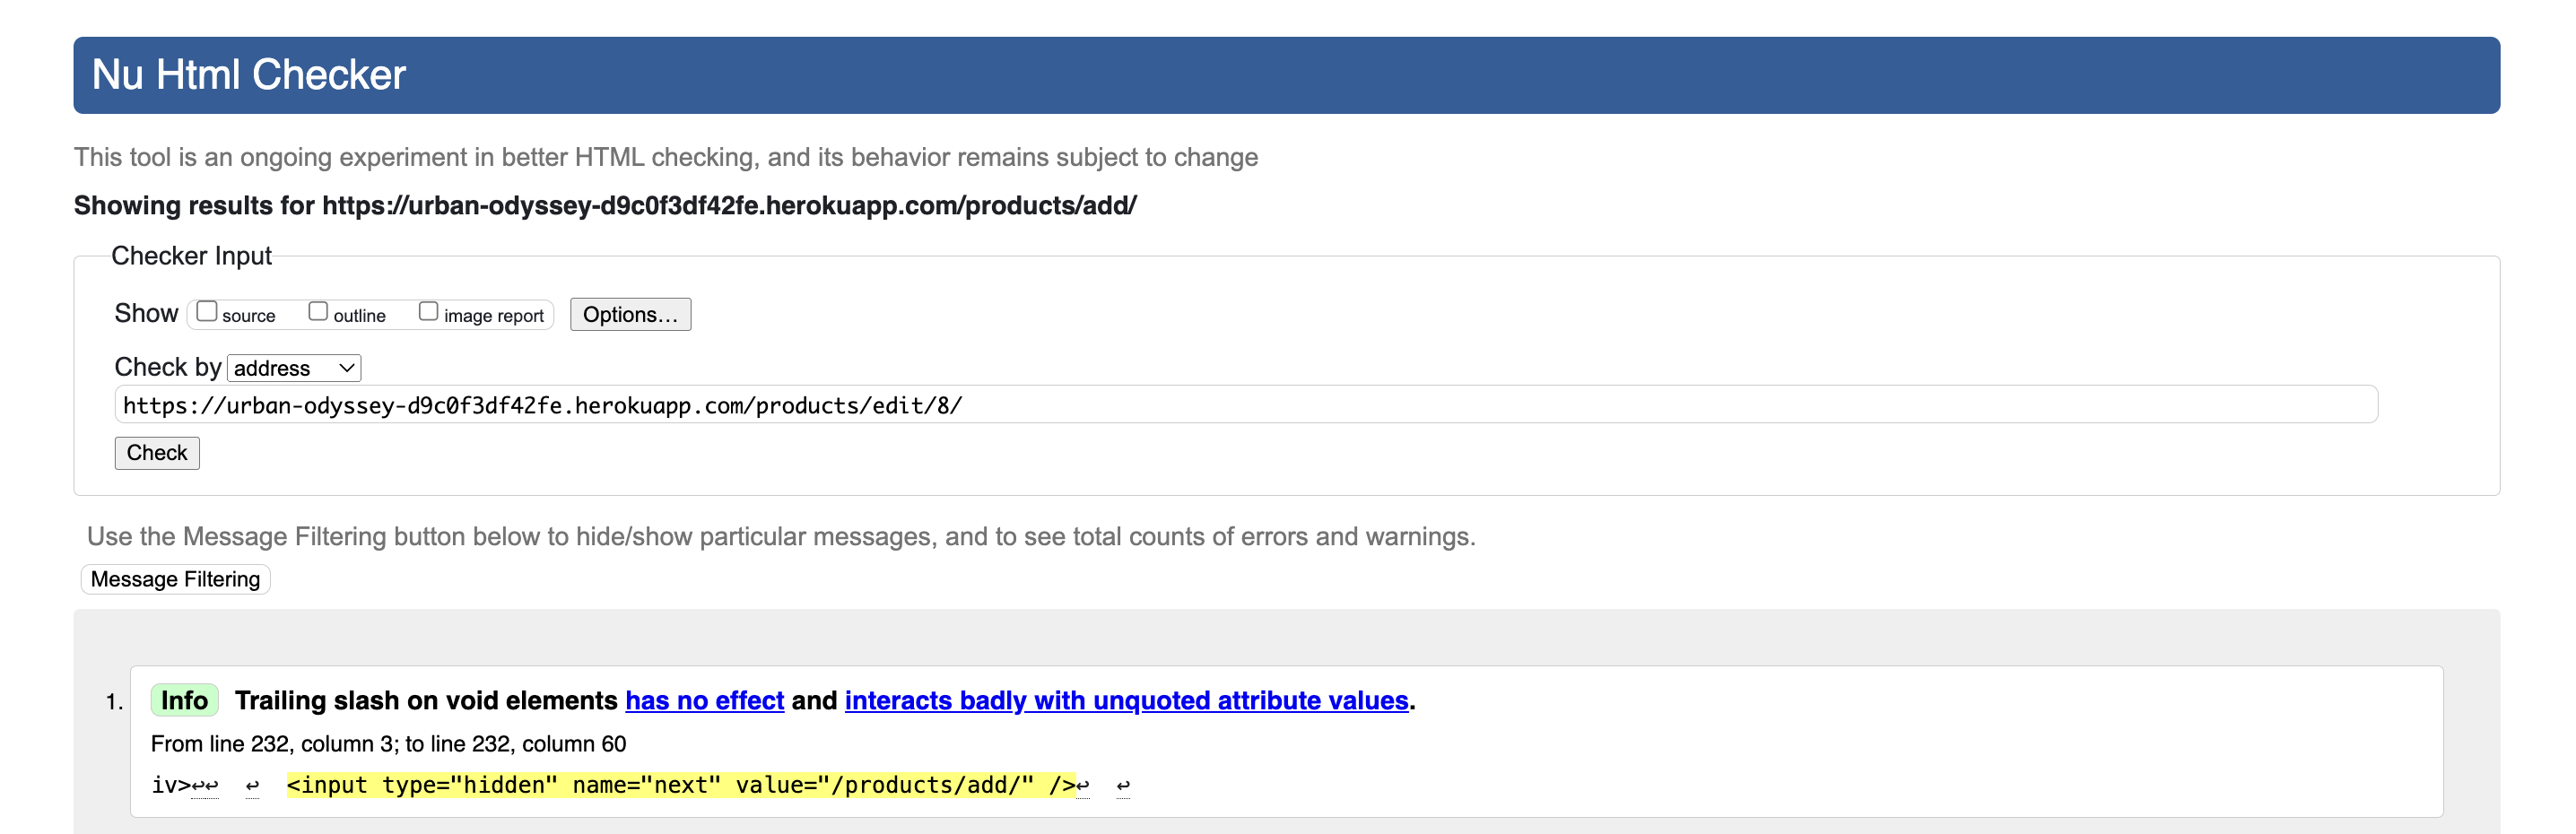 Nu Html Checker
This tool is an ongoing experiment in better HTML checking, and its behavior remains subject to change
Showing results for https://urban-odyssey-d9c0f3df42fe.herokuapp.com/products/add/
Checker Input
Show source outline image report Options…
Check by address
https://urban-odyssey-d9c0f3df42fe.herokuapp.com/products/edit/8/
Check
Use the Message Filtering button below to hide/show particular messages, and to see total counts of errors and warnings.
Message Filtering
1. Info Trailing slash on void elements has no effect and interacts badly with unquoted attribute values.
From line 232, column 3; to line 232, column 60
iv>↩↩ ↩ <input type="hidden" name="next" value="/products/add/" />↩ ↩